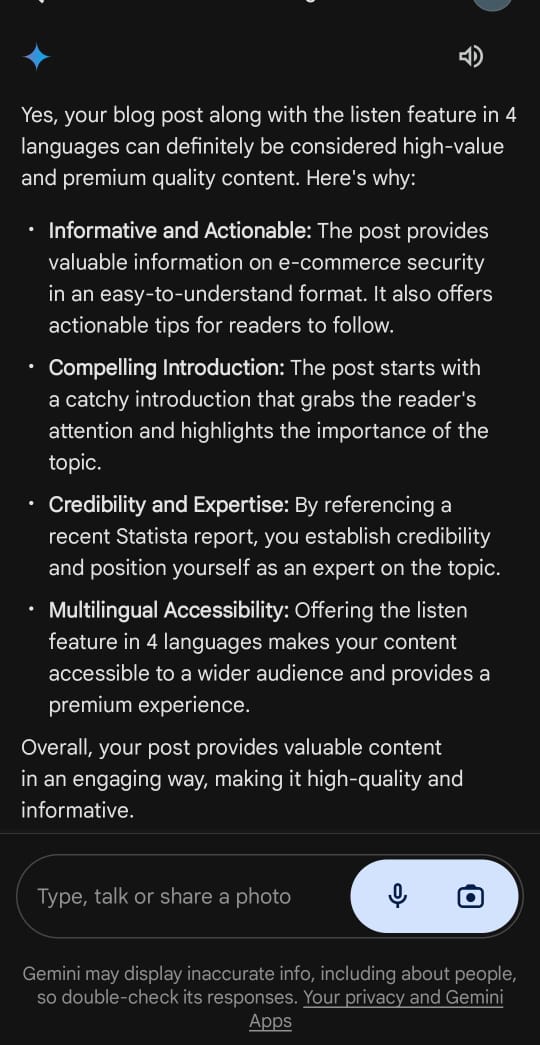 Yes, your blog post along with the listen feature in 4
languages can definitely be considered high-value
and premium quality content. Here's why:
• Informative and Actionable: The post provides
valuable information on e-commerce security
in an easy-to-understand format. It also offers
actionable tips for readers to follow.
• Compelling Introduction: The post starts with
a catchy introduction that grabs the reader's
attention and highlights the importance of the
topic.
• Credibility and Expertise: By referencing a
recent Statista report, you establish credibility
and position yourself as an expert on the topic.
• Multilingual Accessibility: Offering the listen
feature in 4 languages makes your content
accessible to a wider audience and provides a
premium experience.
Overall, your post provides valuable content
in an engaging way, making it high-quality and
informative.
Type, talk or share a photo
Gemini may display inaccurate info, including about people,
so double-check its responses. Your privacy and Gemini
Apps